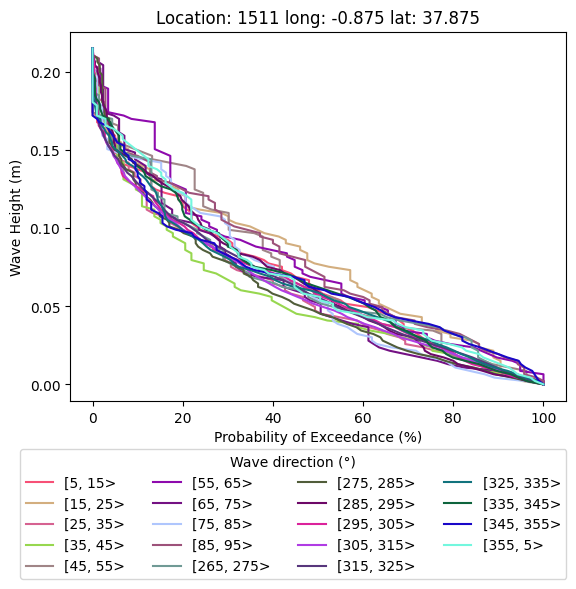 Location: 1511 long: -0.875 lat: 37.875
Wave Height (m)
0.20
0.15
0.10
0.05
0.00
0 20 40 60 80 100
Probability of Exceedance (%)
Wave direction (°)
[5, 15> [55, 65> [275, 285> [325, 335>
[15, 25> [65, 75> [285, 295> [335, 345>
[25, 35> [75, 85> [295, 305> [345, 355>
[35, 45> [85, 95> [305, 315> [355, 5>
[45, 55> [265, 275> [315, 325>